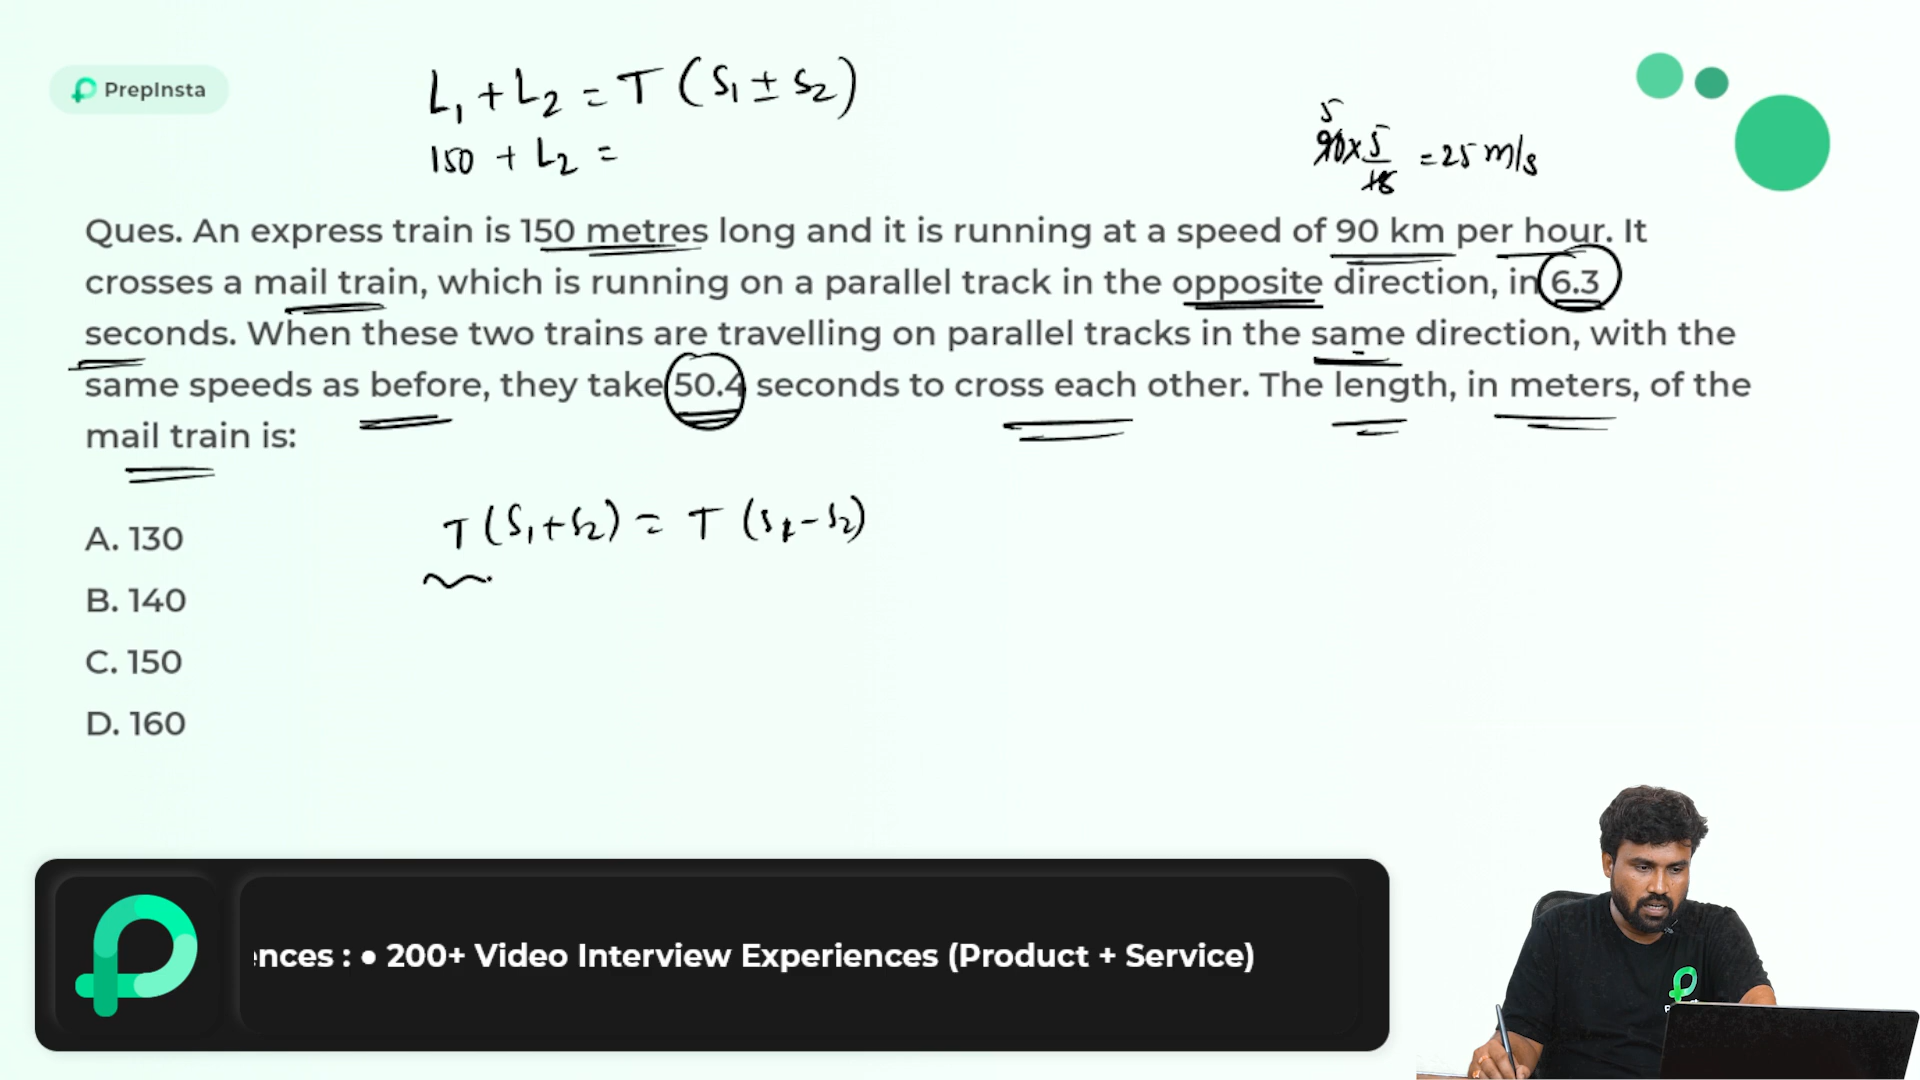 PrepInsta
L₁ + L₂ = T (S₁ ± S₂)
150 + L₂ =
5
90 × 5/18 = 25 m/s
Ques. An express train is 150 metres long and it is running at a speed of 90 km per hour. It
crosses a mail train, which is running on a parallel track in the opposite direction, in 6.3
seconds. When these two trains are travelling on parallel tracks in the same direction, with the
same speeds as before, they take 50.4 seconds to cross each other. The length, in meters, of the
mail train is:
T (S₁ + S₂) = T (S₁ - S₂)
A. 130
B. 140
C. 150
D. 160
ences : ● 200+ Video Interview Experiences (Product + Service)